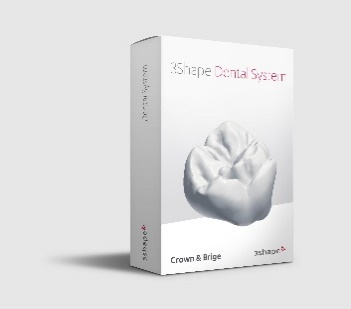 3Shape Dental System
Dental System
Crown & Brige
3shape
3shape